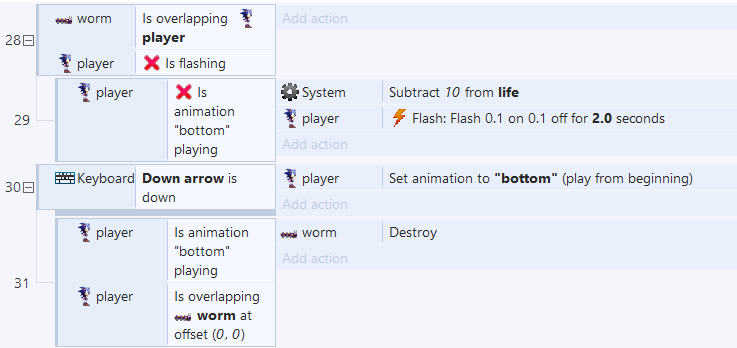 28
worm Is overlapping
player
Add action
player Is flashing
29
player Is
animation
"bottom"
playing
System Subtract 10 from life
player Flash: Flash 0.1 on 0.1 off for 2.0 seconds
Add action
30
Keyboard Down arrow is
down
player Set animation to "bottom" (play from beginning)
Add action
31
player Is animation
"bottom"
playing
worm Destroy
Add action
player Is overlapping
worm at
offset (0, 0)